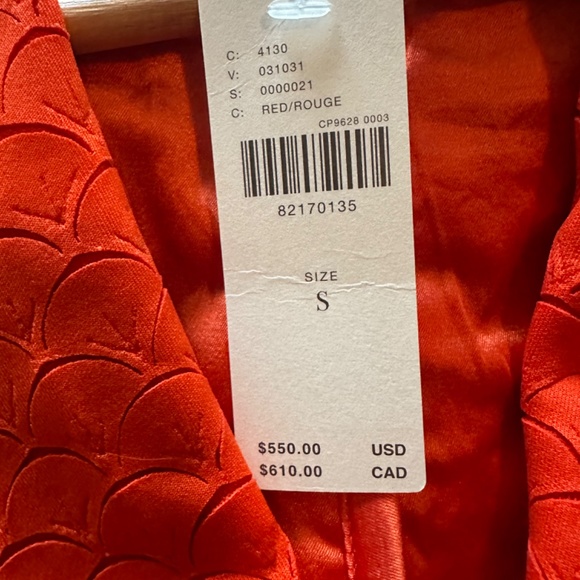 C: 4130
V: 031031
S: 0000021
C: RED/ROUGE
CP9628 0003
82170135
SIZE
S
$550.00 USD
$610.00 CAD